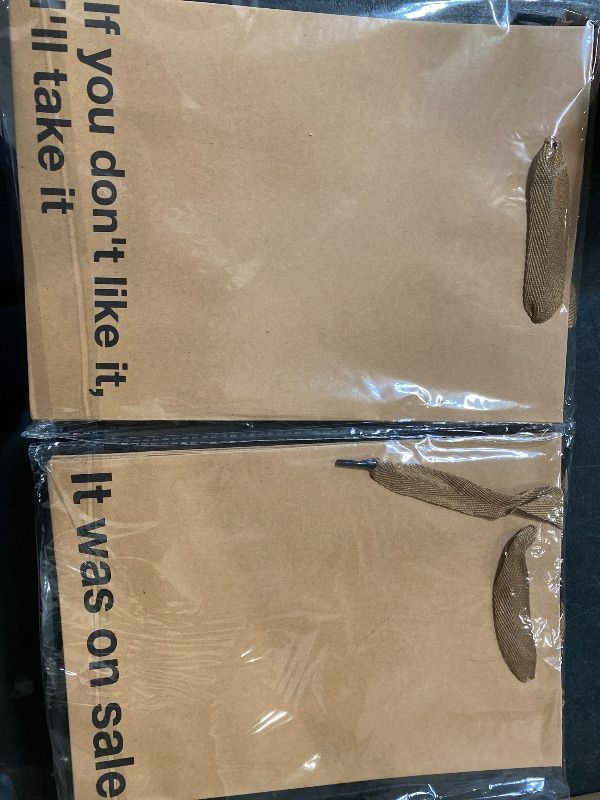 If you don't like it,
I'll take it
It was on sale